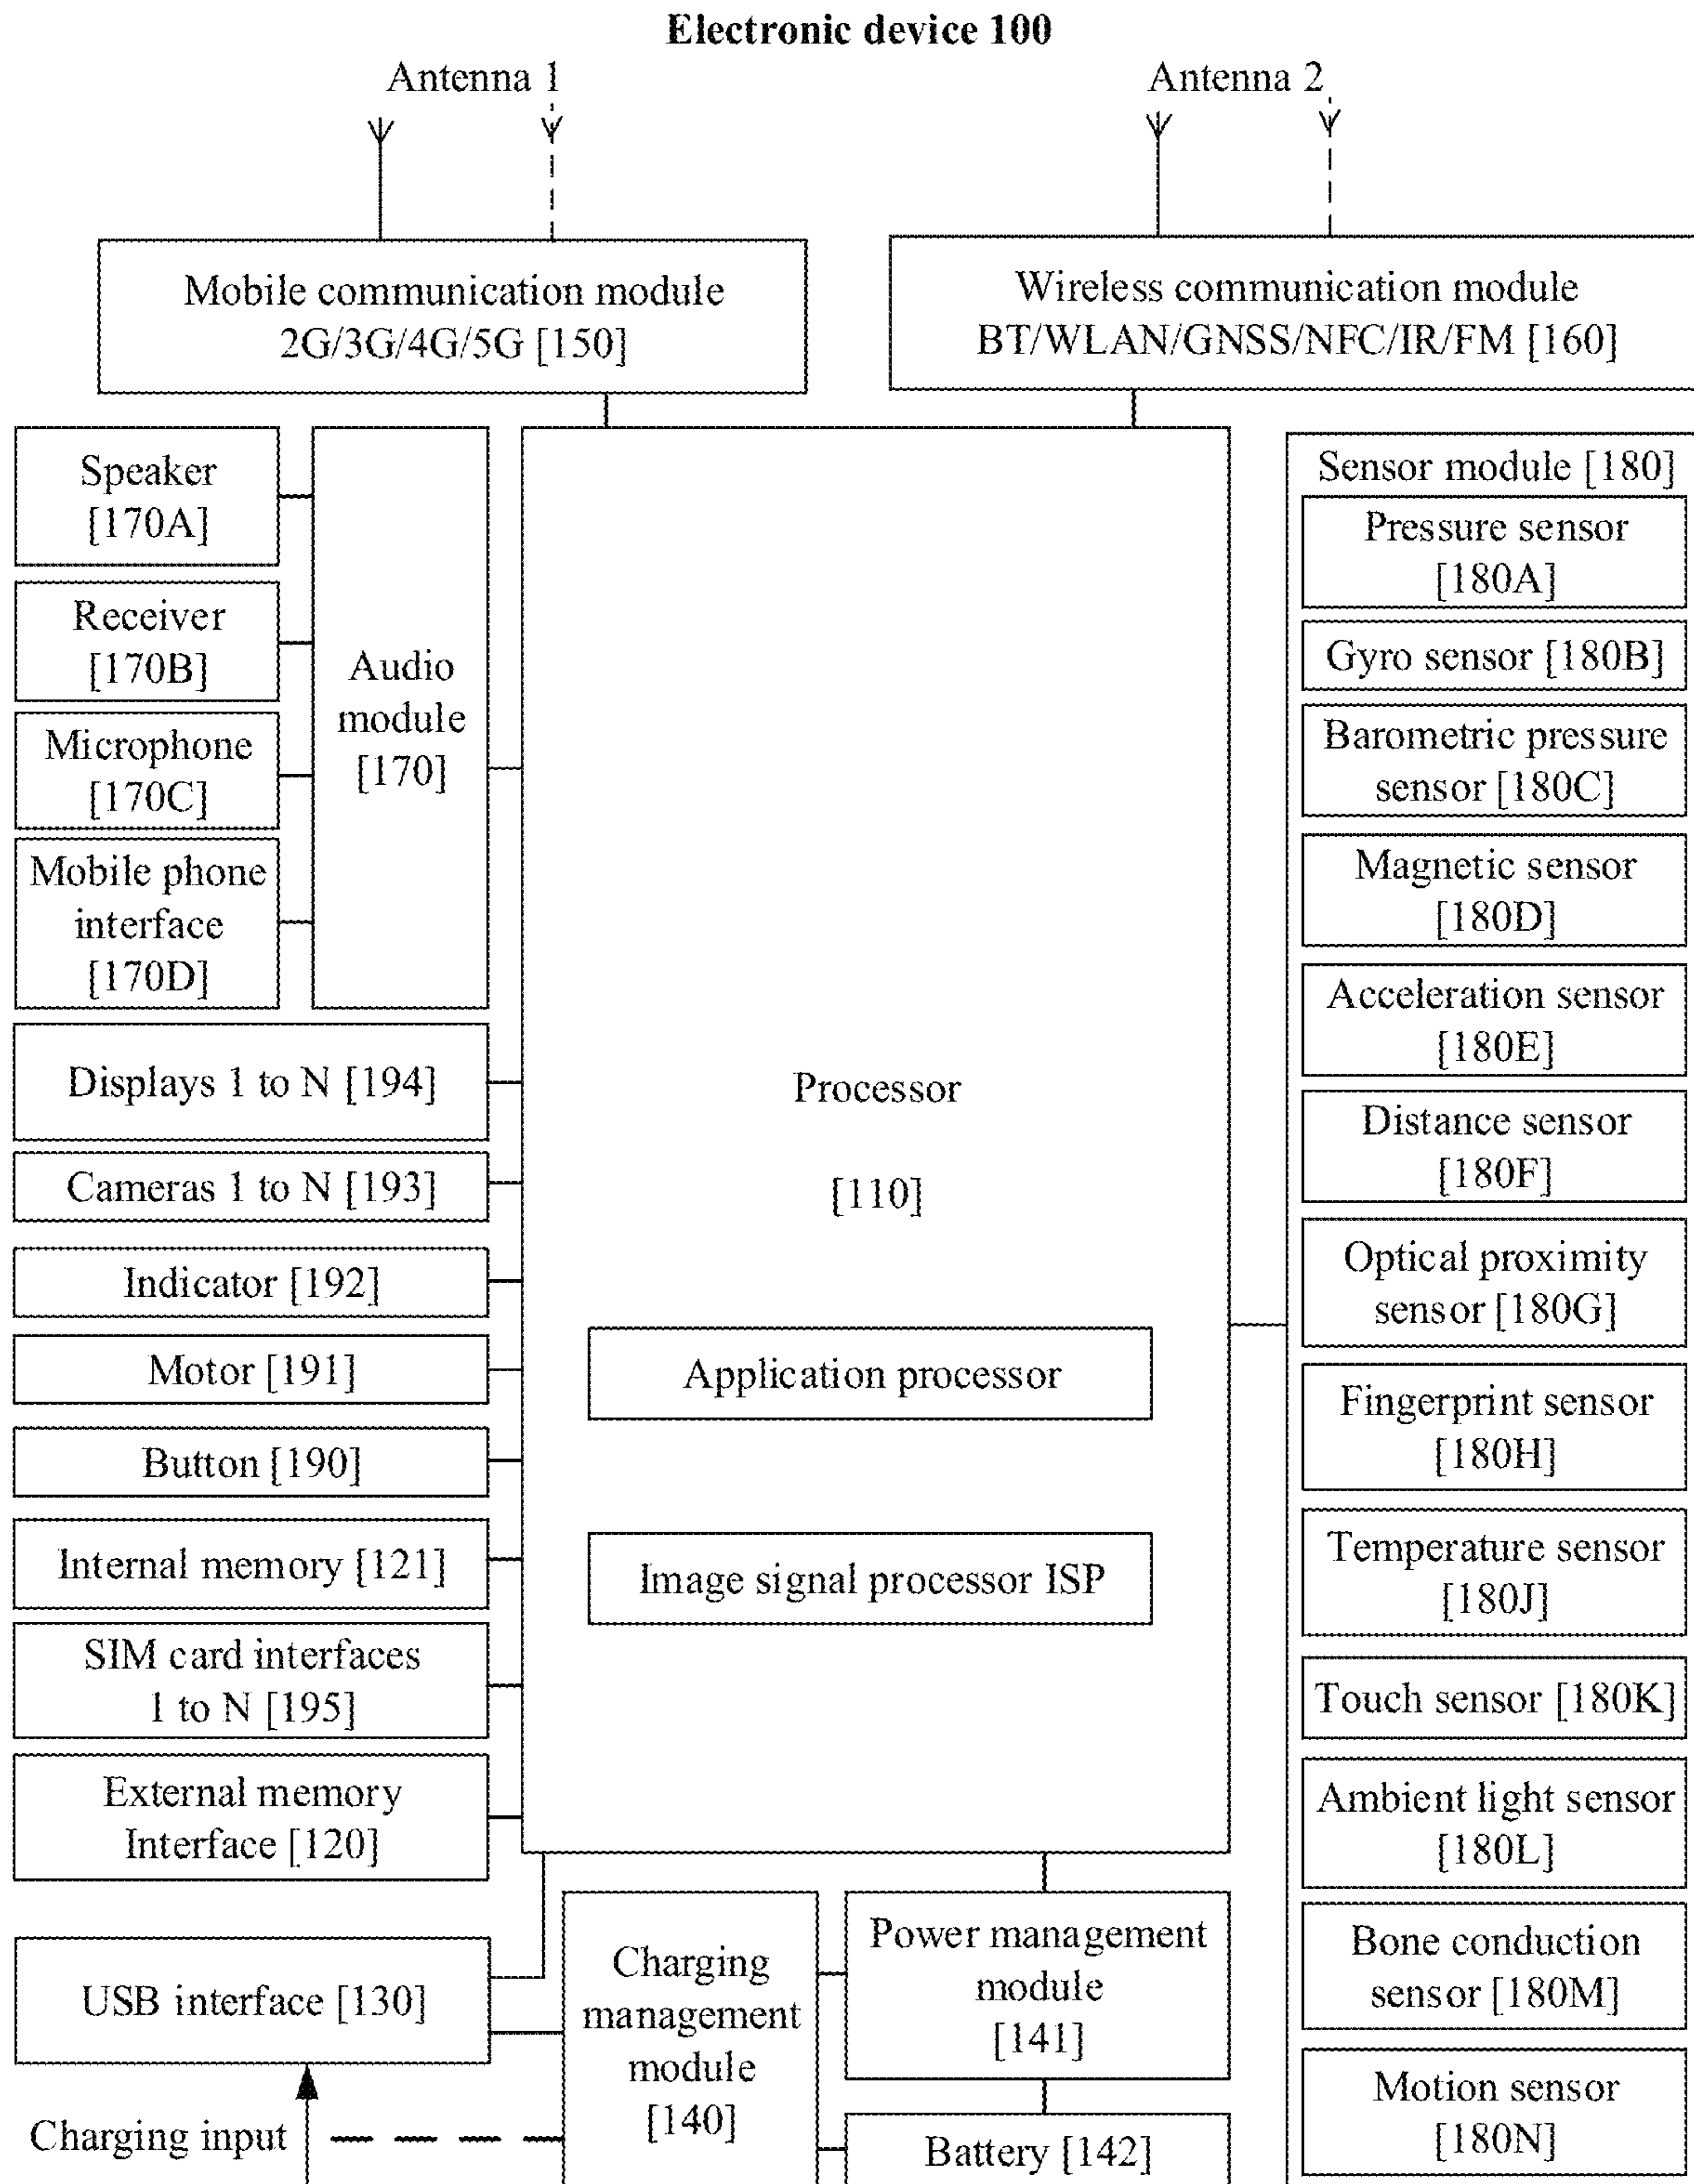 Electronic device 100
Antenna 1
Antenna 2
Mobile communication module
2G/3G/4G/5G [150]
Wireless communication module
BT/WLAN/GNSS/NFC/IR/FM [160]
Speaker
[170A]
Receiver
[170B]
Microphone
[170C]
Mobile phone
interface
[170D]
Audio
module
[170]
Displays 1 to N [194]
Cameras 1 to N [193]
Indicator [192]
Motor [191]
Button [190]
Internal memory [121]
SIM card interfaces
1 to N [195]
External memory
Interface [120]
Processor
[110]
Application processor
Image signal processor ISP
Sensor module [180]
Pressure sensor
[180A]
Gyro sensor [180B]
Barometric pressure
sensor [180C]
Magnetic sensor
[180D]
Acceleration sensor
[180E]
Distance sensor
[180F]
Optical proximity
sensor [180G]
Fingerprint sensor
[180H]
Temperature sensor
[180J]
Touch sensor [180K]
Ambient light sensor
[180L]
Bone conduction
sensor [180M]
Motion sensor
[180N]
USB interface [130]
Charging input
Charging
management
module
[140]
Power management
module
[141]
Battery [142]